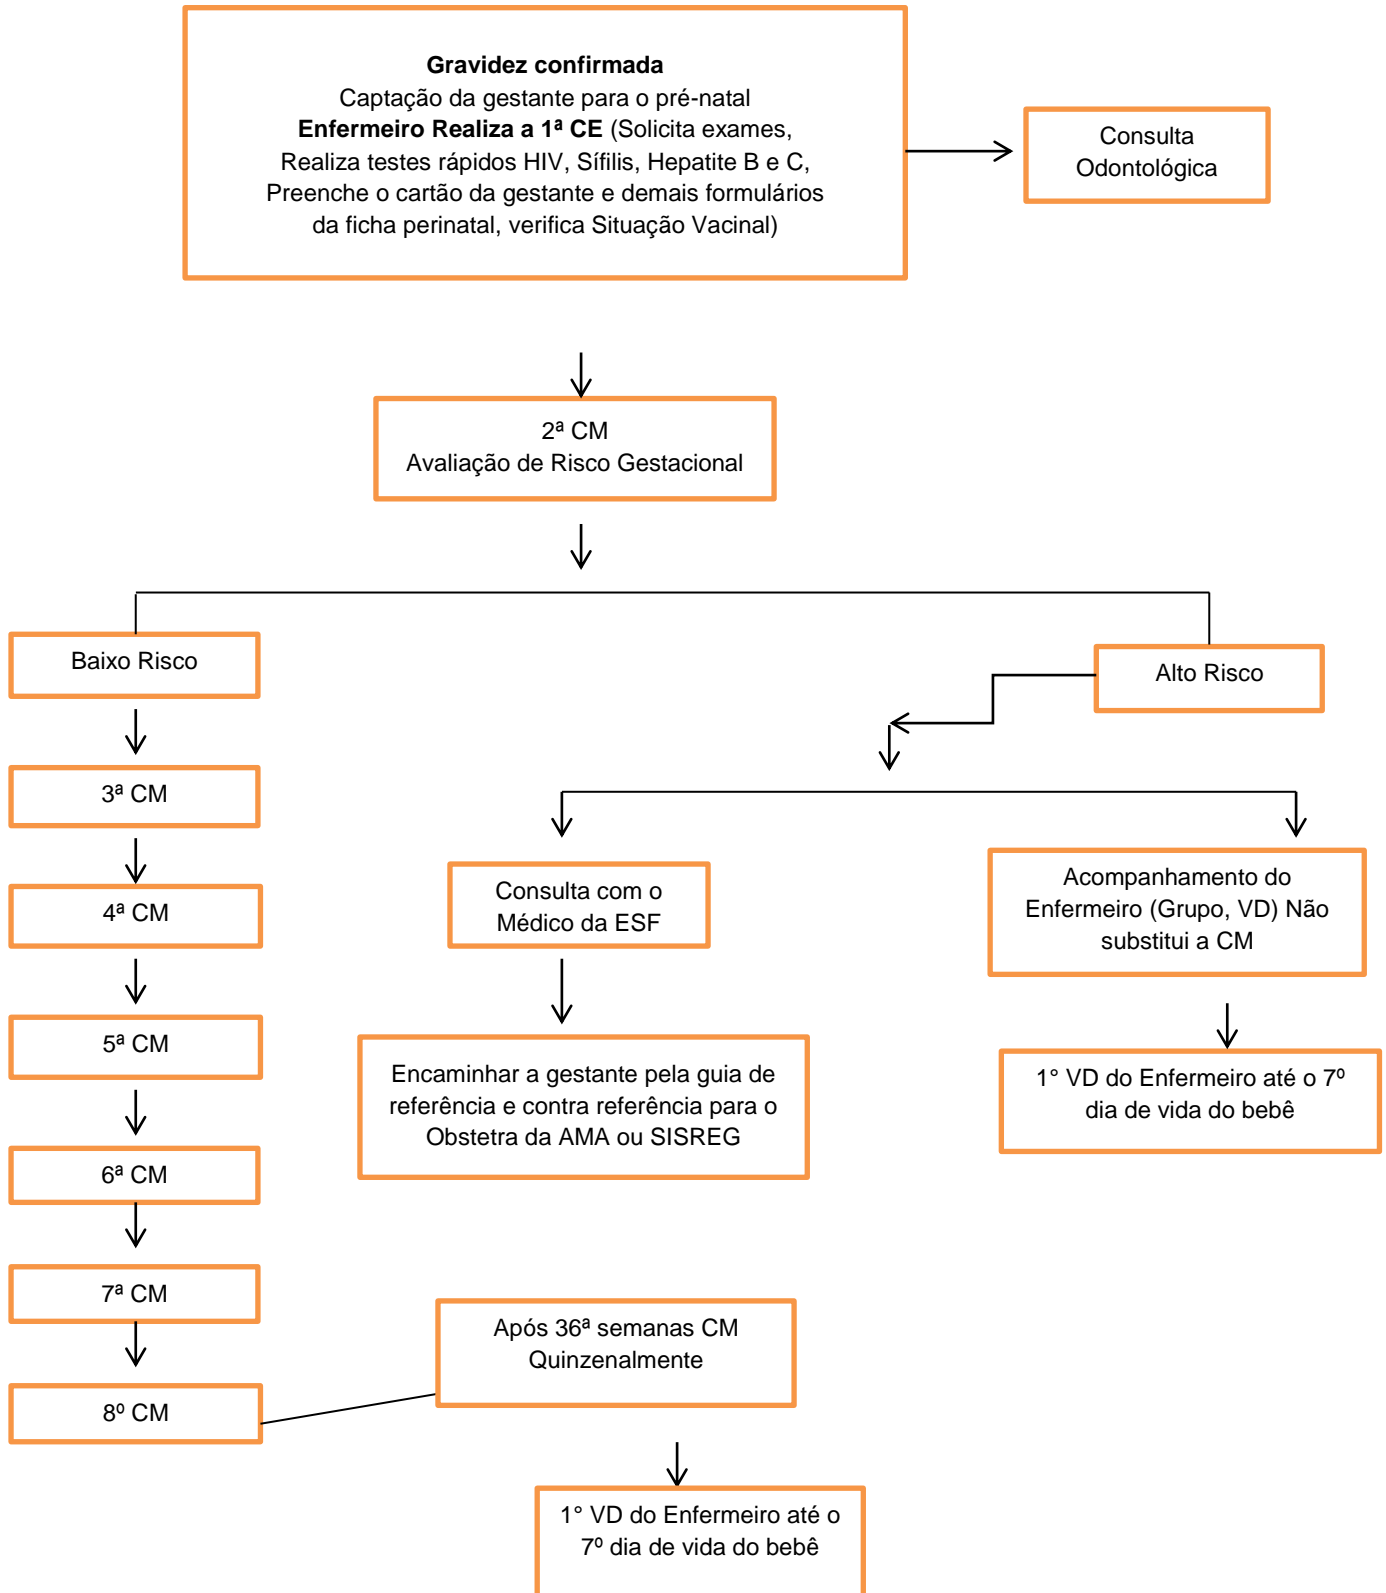 Gravidez confirmada
Captação da gestante para o pré-natal
Enfermeiro Realiza a 1ª CE (Solicita exames,
Realiza testes rápidos HIV, Sífilis, Hepatite B e C,
Preenche o cartão da gestante e demais formulários
da ficha perinatal, verifica Situação Vacinal)
Consulta
Odontológica
2ª CM
Avaliação de Risco Gestacional
Baixo Risco
Alto Risco
3ª CM
4ª CM
5ª CM
6ª CM
7ª CM
8º CM
Consulta com o
Médico da ESF
Acompanhamento do
Enfermeiro (Grupo, VD) Não
substitui a CM
Encaminhar a gestante pela guia de
referência e contra referência para o
Obstetra da AMA ou SISREG
1° VD do Enfermeiro até o 7º
dia de vida do bebê
Após 36ª semanas CM
Quinzenalmente
1° VD do Enfermeiro até o
7º dia de vida do bebê